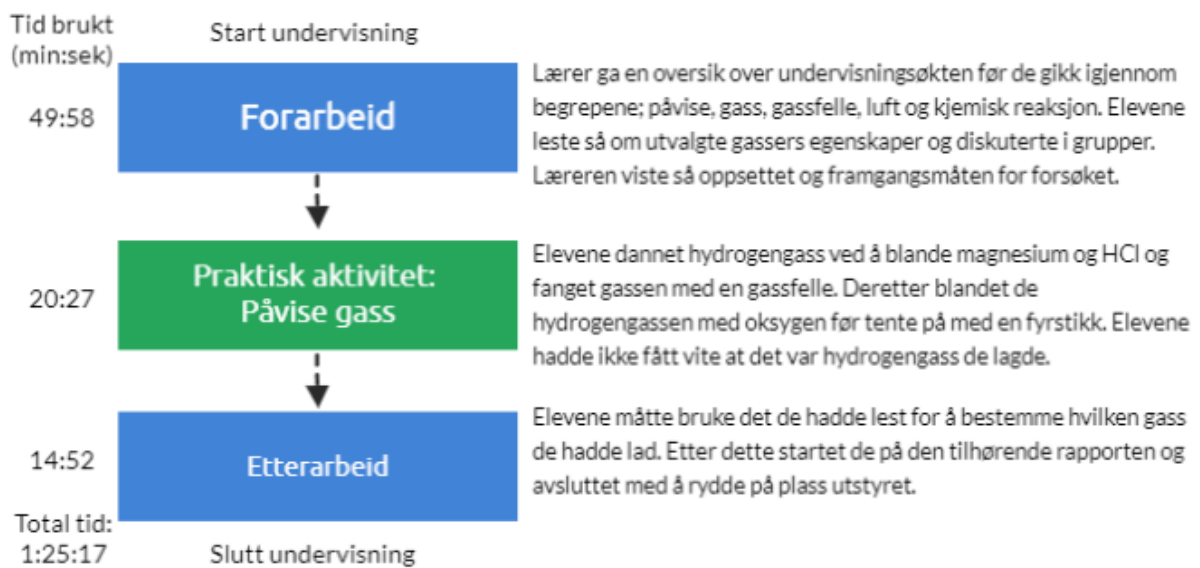 Tid brukt
(min:sek)
Start undervisning
49:58
Forarbeid
Lærer ga en oversik over undervisningsøkten før de gikk igjennom
begrepene; påvise, gass, gassfelle, luft og kjemisk reaksjon. Elevene
leste så om utvalgte gassers egenskaper og diskuterte i grupper.
Læreren viste så oppsettet og framgangsmåten for forsøket.
20:27
Praktisk aktivitet:
Påvise gass
Elevene dannet hydrogengass ved å blande magnesium og HCl og
fanget gassen med en gassfelle. Deretter blandet de
hydrogengassen med oksygen før tente på med en fyrstikk. Elevene
hadde ikke fått vite at det var hydrogengass de lagde.
14:52
Etterarbeid
Elevene måtte bruke det de hadde lest for å bestemme hvilken gass
de hadde lad. Etter dette startet de på den tilhørende rapporten og
avsluttet med å rydde på plass utstyret.
Total tid:
1:25:17
Slutt undervisning